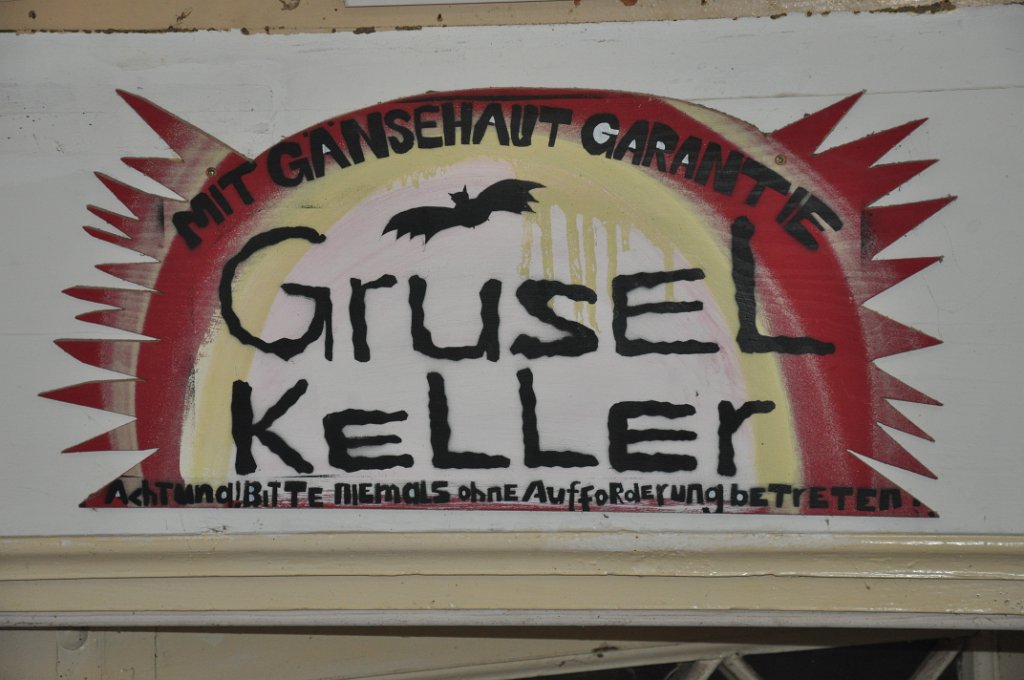 MIT GÄNSEHAUT GARANTIE
GruseL
KeLLer
AchTung! BITTE nIEMALS ohNE AuffoRdErung beTReTEN!